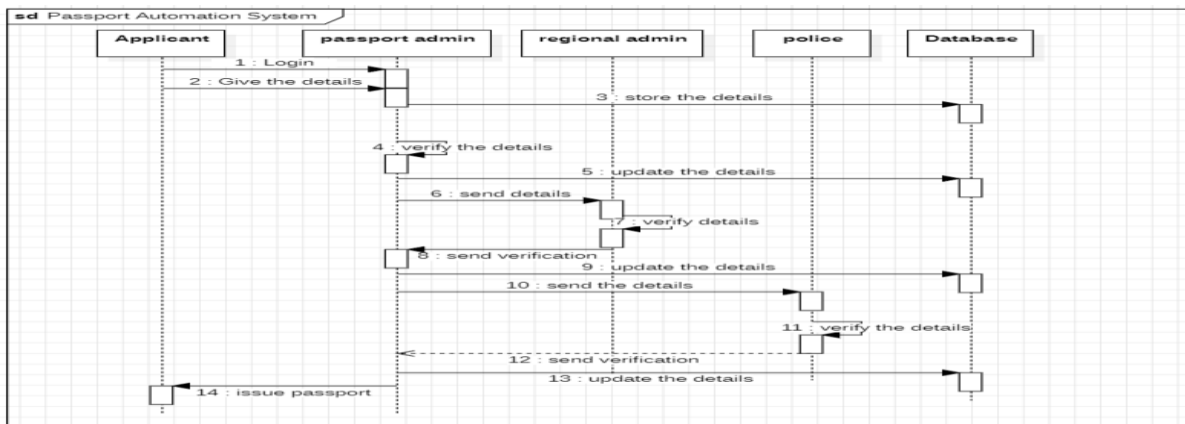 sd Passport Automation System
Applicant
passport admin
regional admin
police
Database
1 : Login
2 : Give the details
3 : store the details
4 : verify the details
5 : update the details
6 : send details
7 : verify details
8 : send verification
9 : update the details
10 : send the details
11 : verify the details
12 : send verification
13 : update the details
14 : issue passport